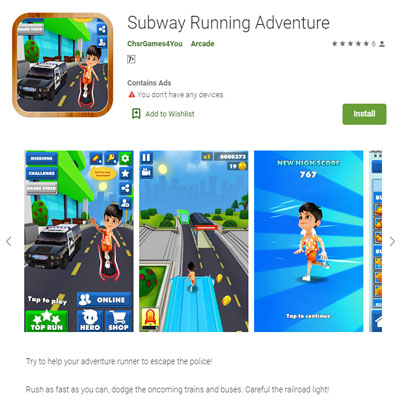 Subway Running Adventure
ChsrGames4You Arcade
6
7+
Contains Ads
You don't have any devices.
Add to Wishlist
Install
MISSIONS
CHALLENGE
SHARE VIDEO
Tap to play
TOP RUN
ONLINE
HERO
SHOP
x1 0000373
19
NEW HIGH SCORE
767
Tap to continue
Try to help your adventure runner to escape the police!
Rush as fast as you can, dodge the oncoming trains and buses. Careful the railroad light!